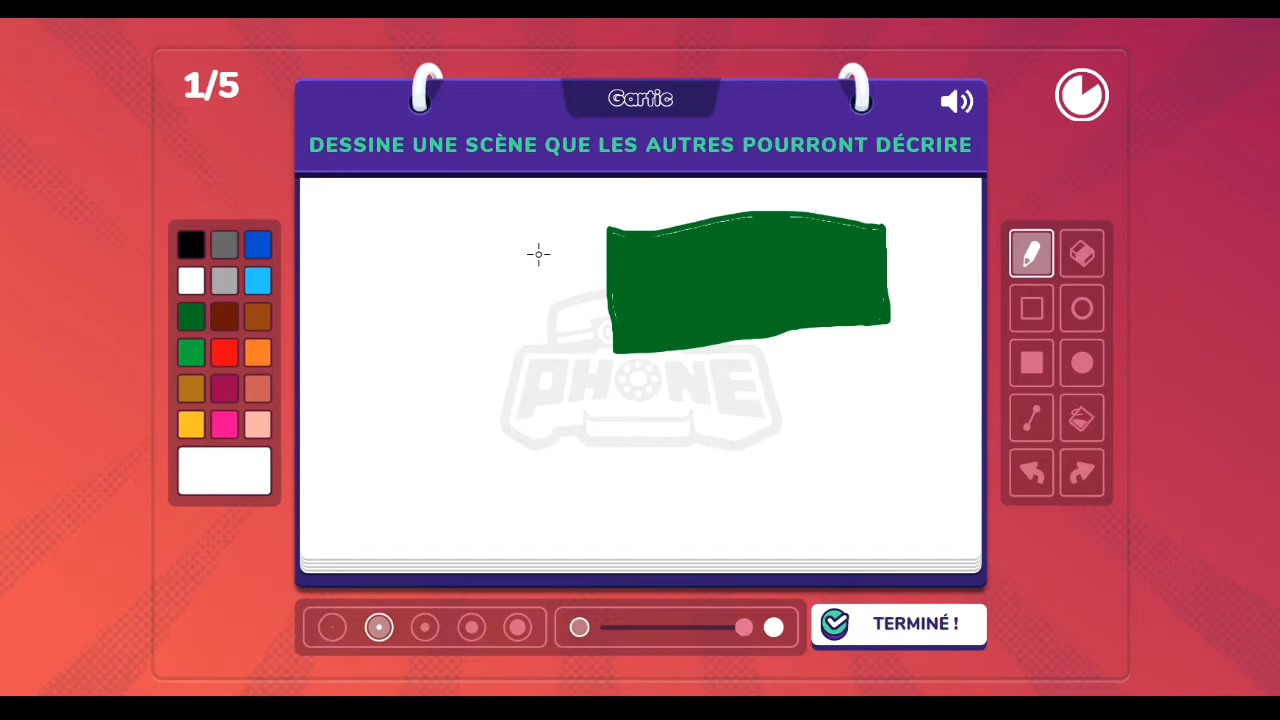 1/5
Gartic
DESSINE UNE SCÈNE QUE LES AUTRES POURRONT DÉCRIRE
PHONE
TERMINÉ !